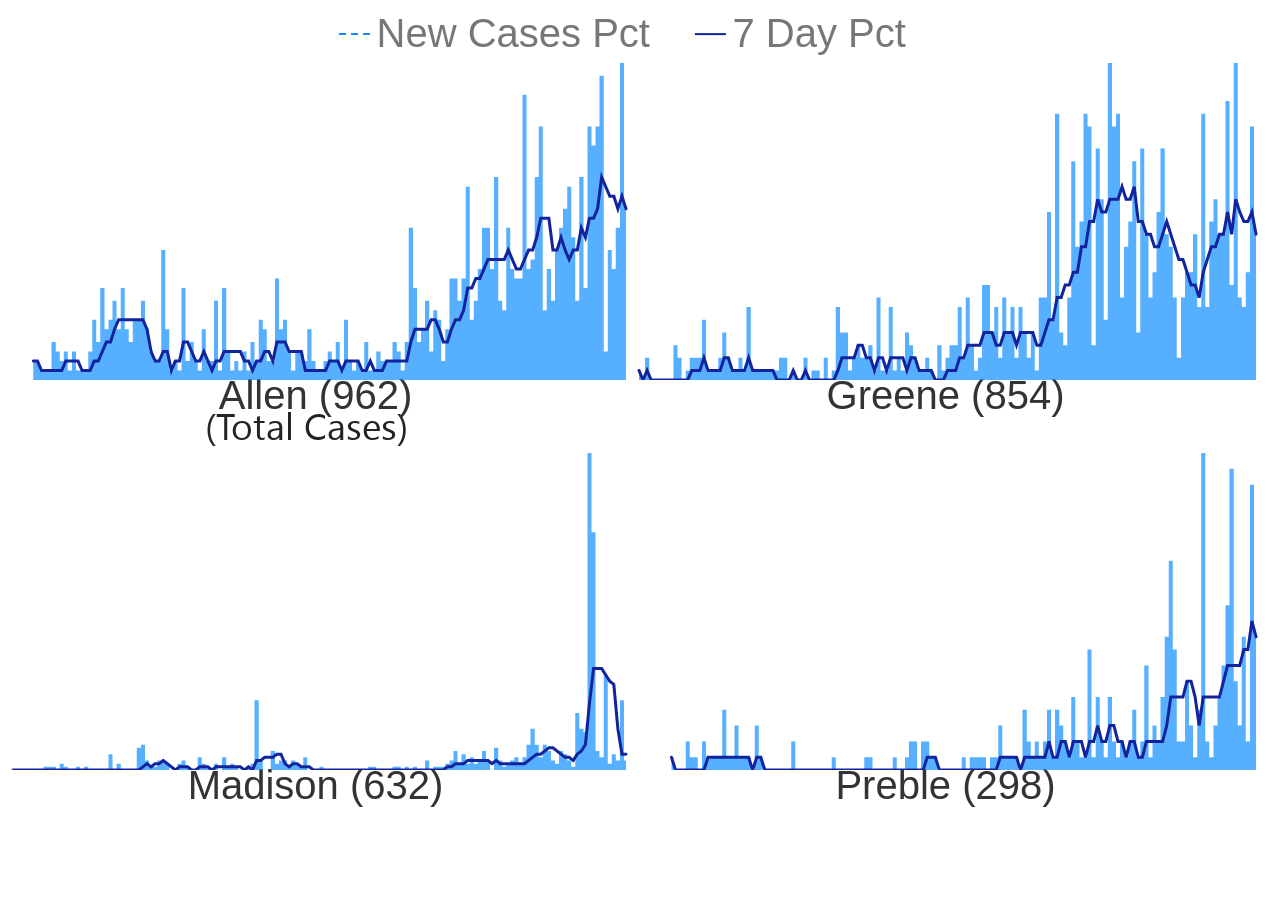 New Cases Pct 7 Day Pct
Allen (962)
(Total Cases)
Greene (854)
Madison (632)
Preble (298)